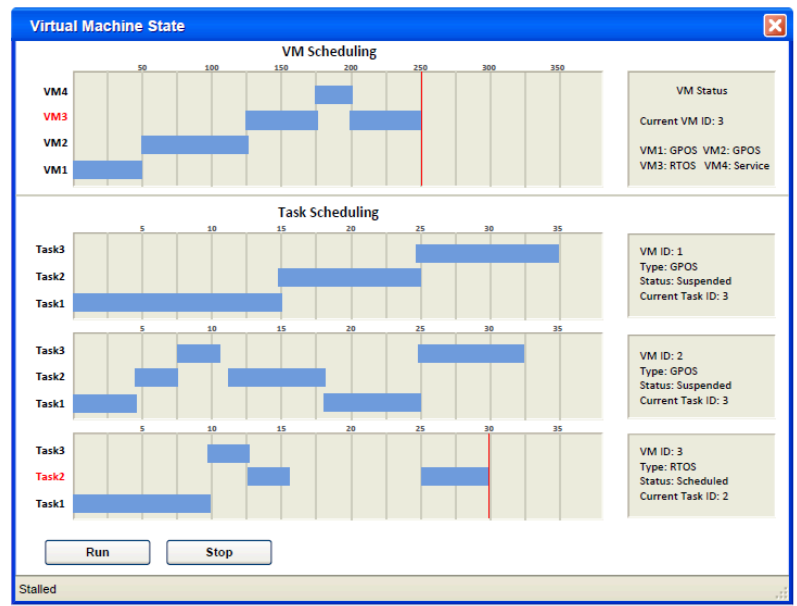 Virtual Machine State
VM Scheduling
50 100 150 200 250 300 350
VM4
VM3
VM2
VM1
VM Status
Current VM ID: 3
VM1: GPOS VM2: GPOS
VM3: RTOS VM4: Service
Task Scheduling
5 10 15 20 25 30 35
Task3
Task2
Task1
VM ID: 1
Type: GPOS
Status: Suspended
Current Task ID: 3
5 10 15 20 25 30 35
Task3
Task2
Task1
VM ID: 2
Type: GPOS
Status: Suspended
Current Task ID: 3
5 10 15 20 25 30 35
Task3
Task2
Task1
VM ID: 3
Type: RTOS
Status: Scheduled
Current Task ID: 2
Run Stop
Stalled